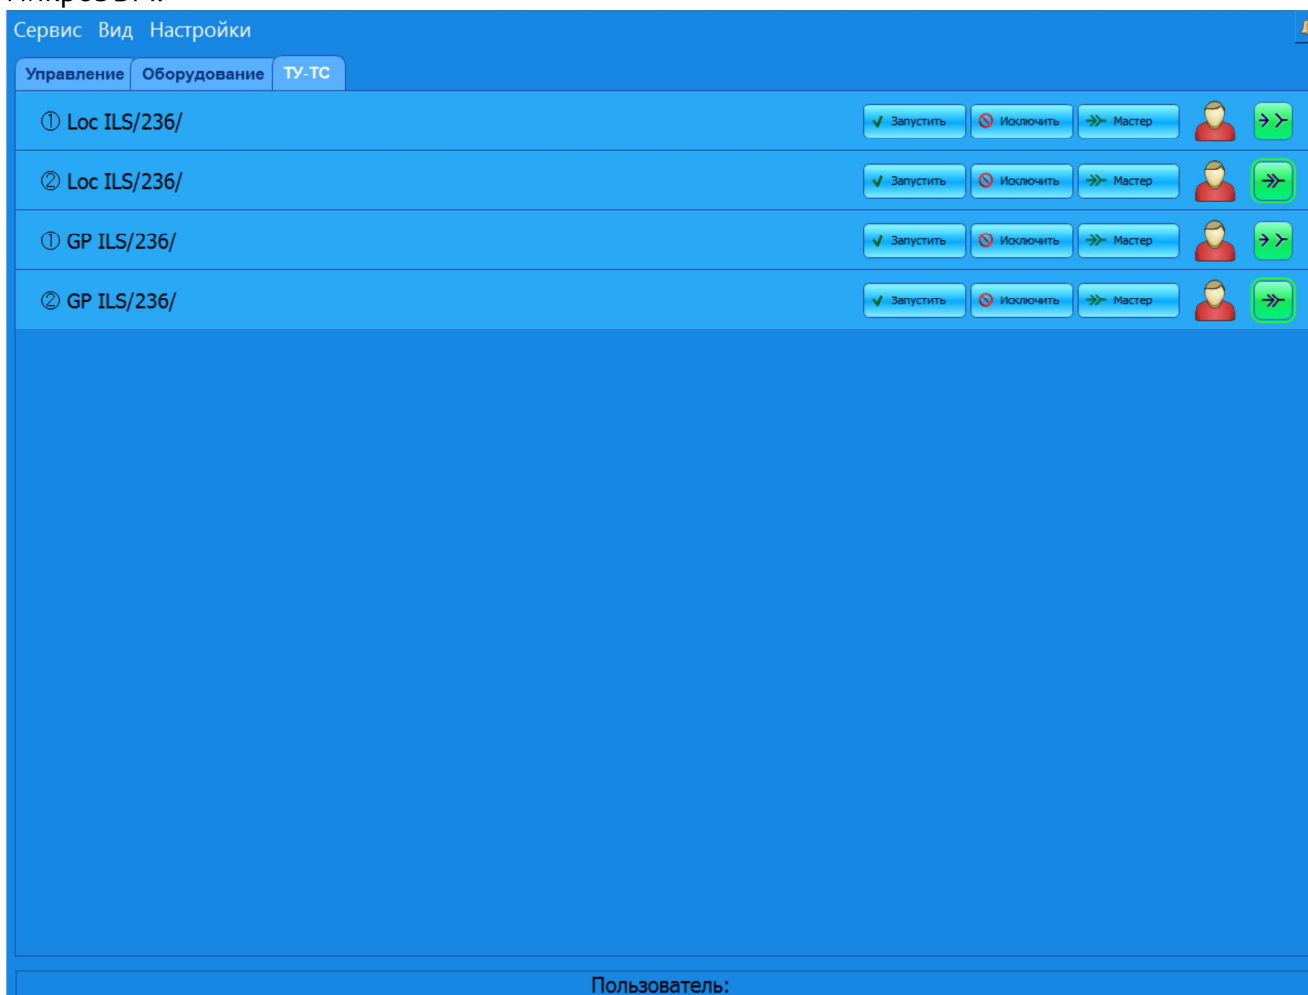 Сервис Вид Настройки
Управление Оборудование ТУ-ТС
① Loc ILS/236/ Запустить Исключить Мастер
② Loc ILS/236/ Запустить Исключить Мастер
① GP ILS/236/ Запустить Исключить Мастер
② GP ILS/236/ Запустить Исключить Мастер
Пользователь: